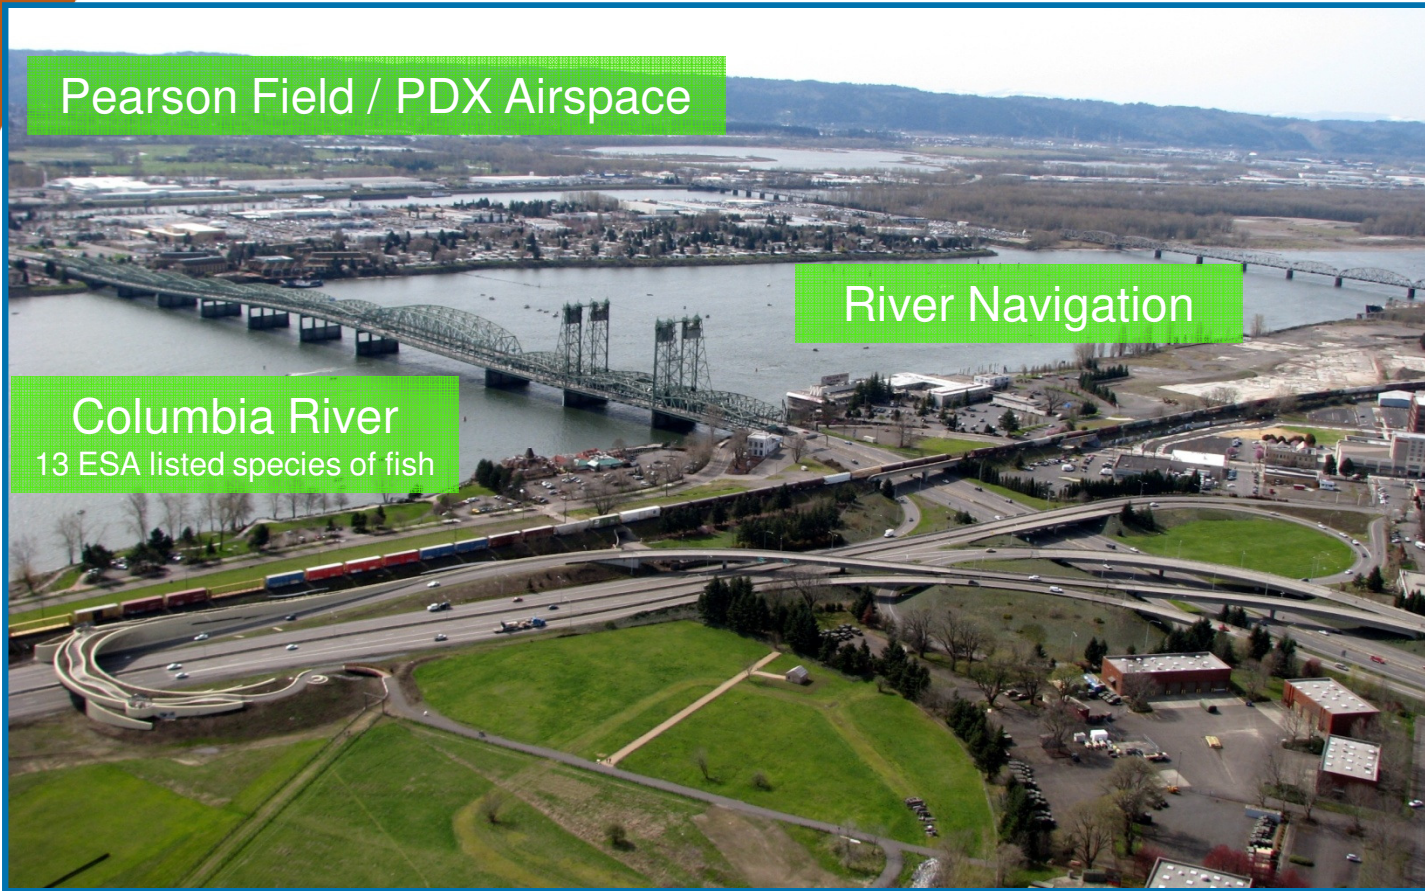 Pearson Field / PDX Airspace
River Navigation
Columbia River
13 ESA listed species of fish